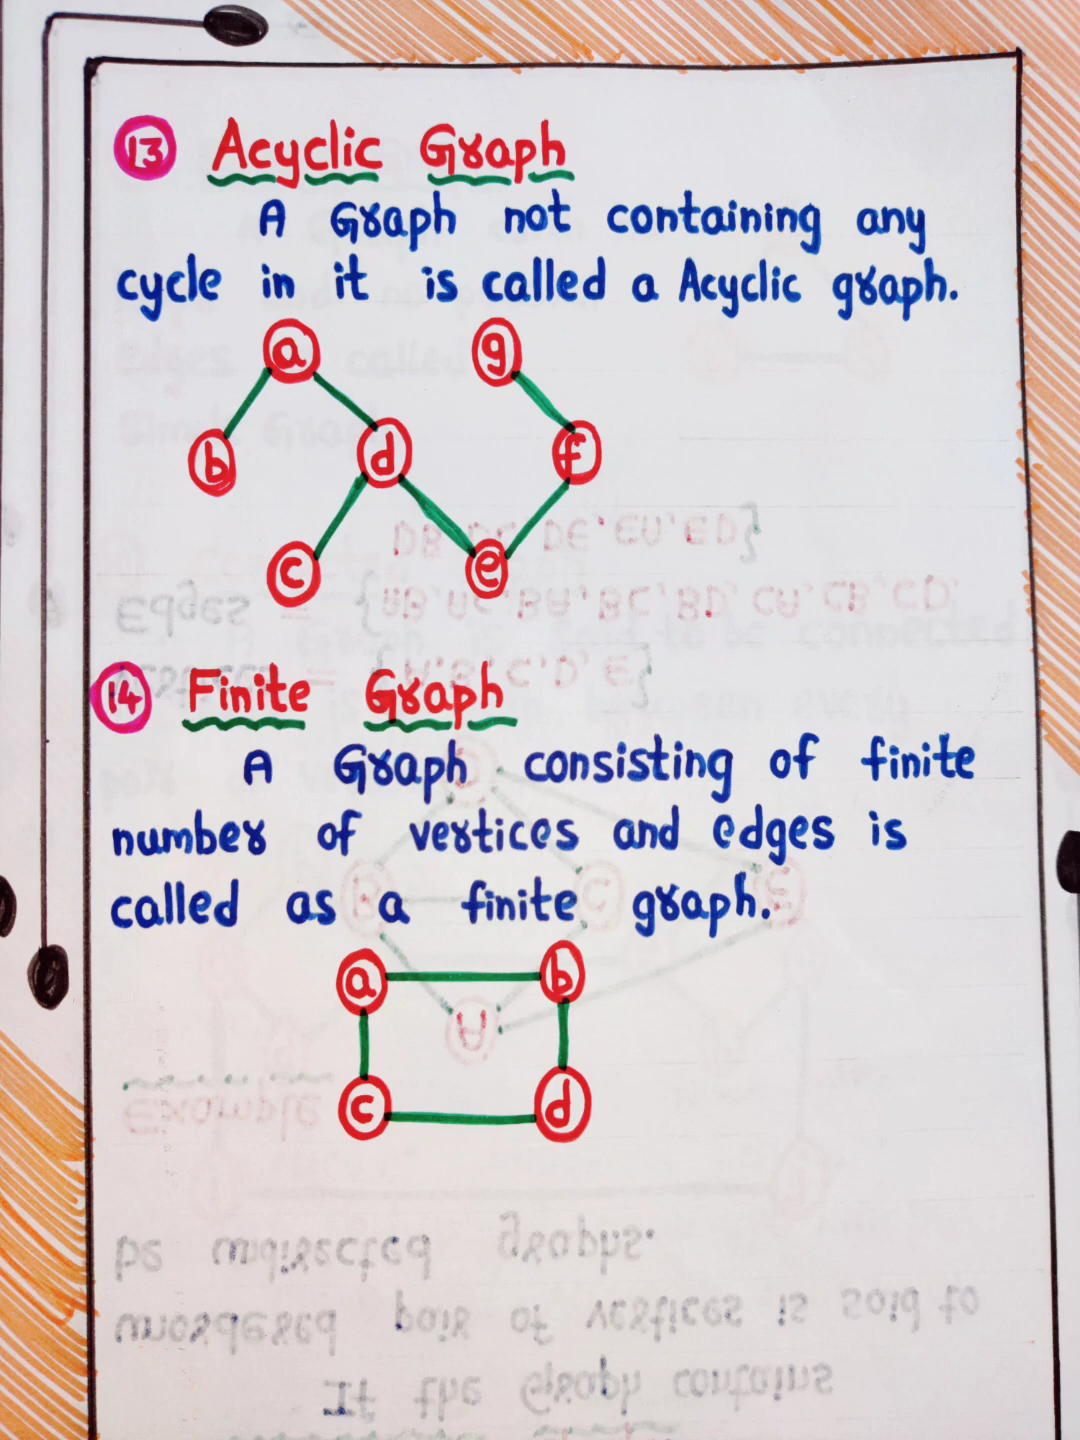 13 Acyclic Graph
A Graph not containing any
cycle in it is called a Acyclic graph.
a g
b d f
c e
14 Finite Graph
A Graph consisting of finite
number of vertices and edges is
called as a finite graph.
a b
c d